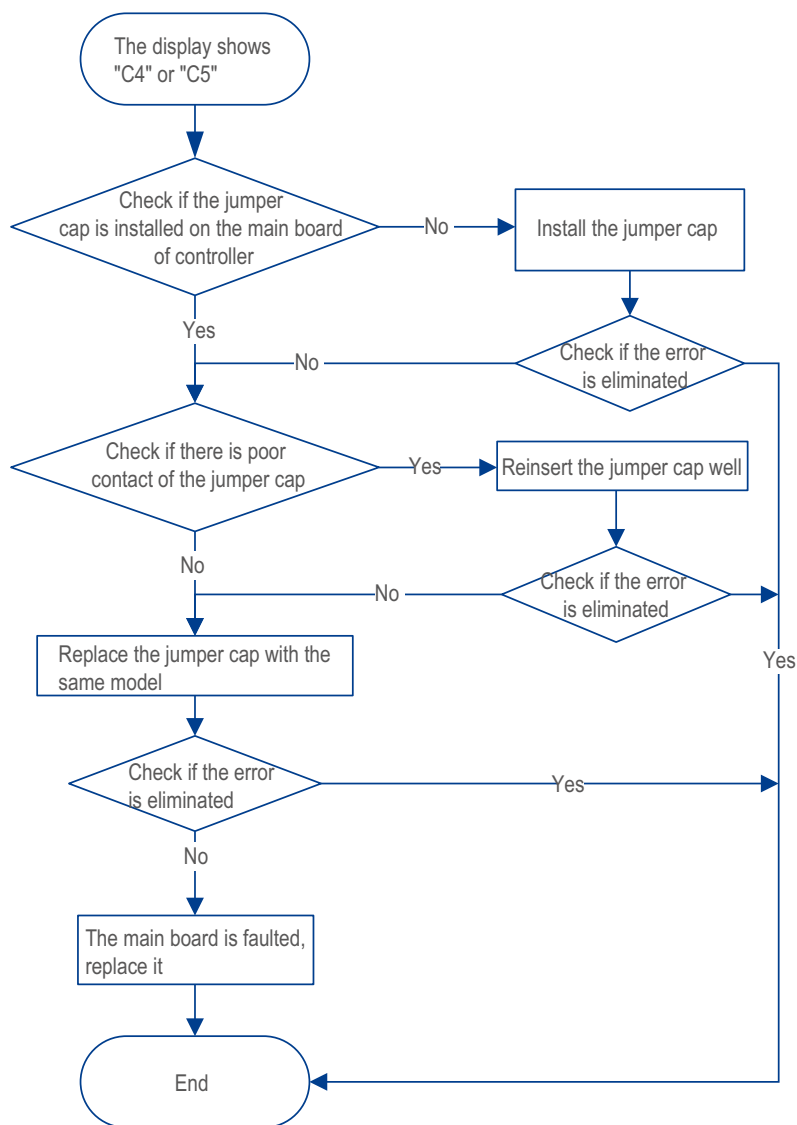 The display shows
"C4" or "C5"
Check if the jumper
cap is installed on the main board
of controller
No
Install the jumper cap
Yes
Check if the error
is eliminated
No
Check if there is poor
contact of the jumper cap
Yes
Reinsert the jumper cap well
No
Check if the error
is eliminated
No
Yes
Replace the jumper cap with the
same model
Check if the error
is eliminated
Yes
No
The main board is faulted,
replace it
End